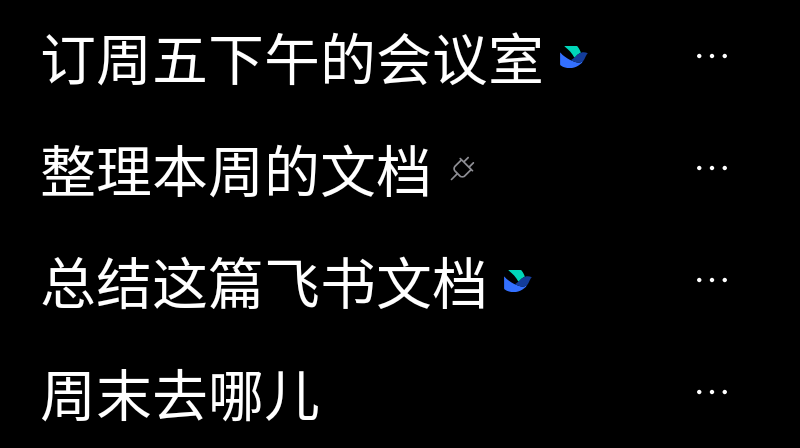 订周五下午的会议室
整理本周的文档
总结这篇飞书文档
周末去哪儿